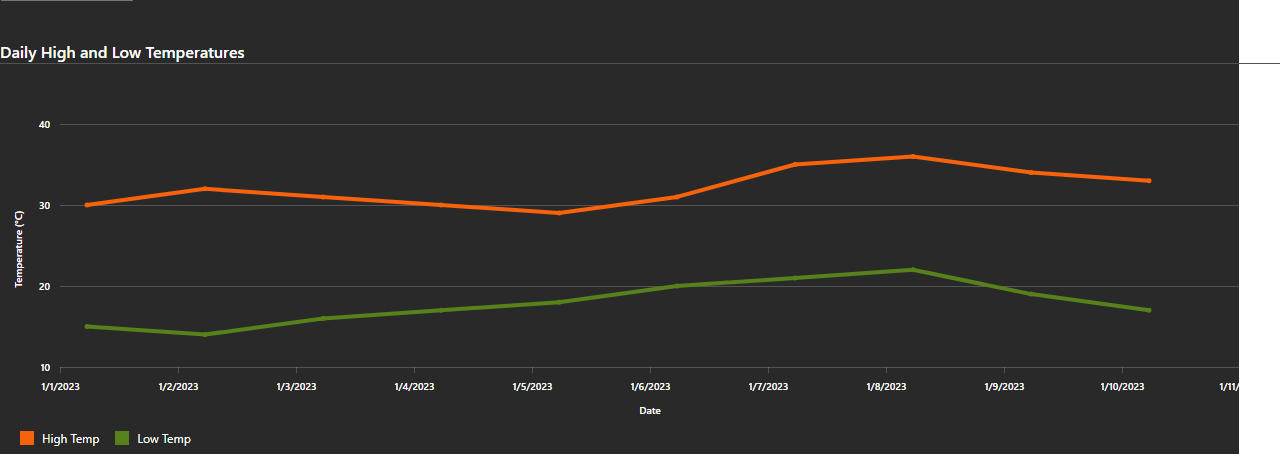 Daily High and Low Temperatures
40
30
20
10
Temperature (°C)
1/1/2023 1/2/2023 1/3/2023 1/4/2023 1/5/2023 1/6/2023 1/7/2023 1/8/2023 1/9/2023 1/10/2023 1/11/
Date
High Temp Low Temp